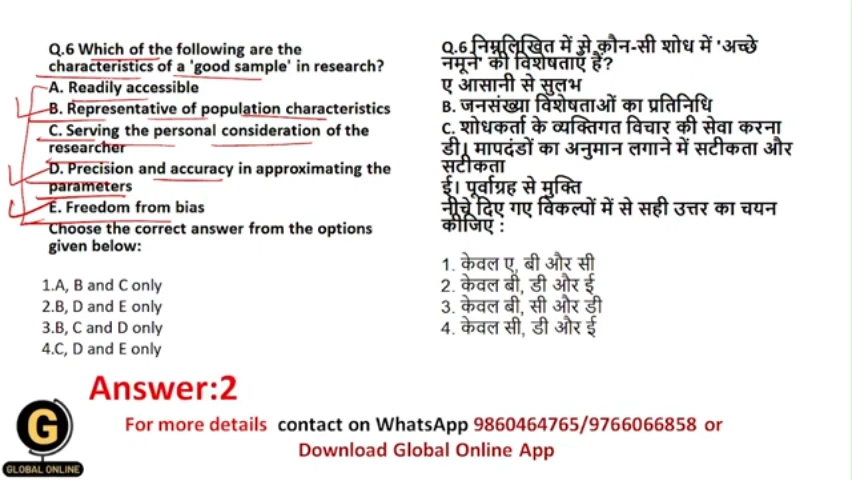 Q.6 Which of the following are the
characteristics of a 'good sample' in research?
A. Readily accessible
B. Representative of population characteristics
C. Serving the personal consideration of the
researcher
D. Precision and accuracy in approximating the
parameters
E. Freedom from bias
Choose the correct answer from the options
given below:
1.A, B and C only
2.B, D and E only
3.B, C and D only
4.C, D and E only
Q.6 निम्नलिखित में से कौन-सी शोध में 'अच्छे
नमूने' की विशेषताएँ हैं?
ए आसानी से सुलभ
B. जनसंख्या विशेषताओं का प्रतिनिधि
C. शोधकर्ता के व्यक्तिगत विचार की सेवा करना
डी। मापदंडों का अनुमान लगाने में सटीकता और
सटीकता
ई। पूर्वाग्रह से मुक्ति
नीचे दिए गए विकल्पों में से सही उत्तर का चयन
कीजिए :
1. केवल ए, बी और सी
2. केवल बी, डी और ई
3. केवल बी, सी और डी
4. केवल सी, डी और ई
Answer:2
For more details contact on WhatsApp 9860464765/9766066858 or
Download Global Online App
G
GLOBAL ONLINE